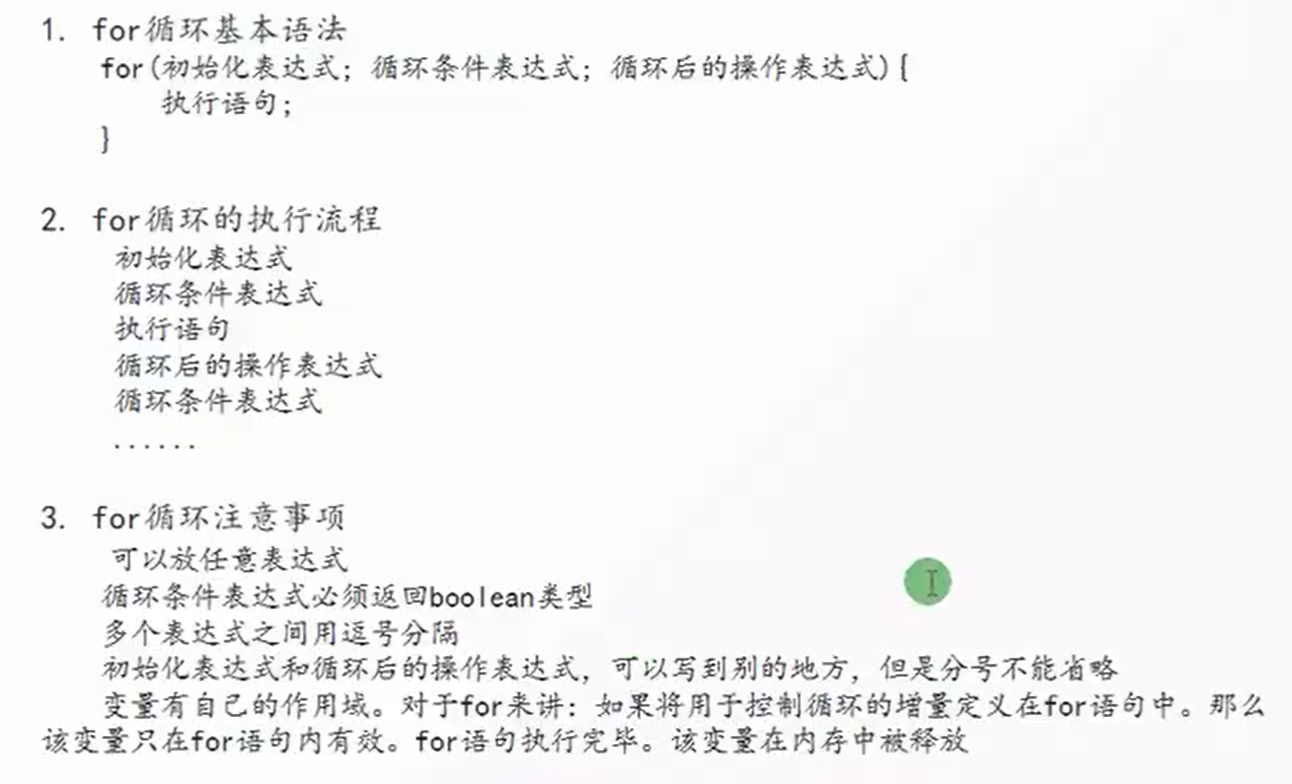 1. for循环基本语法
for(初始化表达式; 循环条件表达式; 循环后的操作表达式){
执行语句;
}
2. for循环的执行流程
初始化表达式
循环条件表达式
执行语句
循环后的操作表达式
循环条件表达式
......
3. for循环注意事项
可以放任意表达式
循环条件表达式必须返回boolean类型
多个表达式之间用逗号分隔
初始化表达式和循环后的操作表达式，可以写到别的地方，但是分号不能省略
变量有自己的作用域。对于for来讲：如果将用于控制循环的增量定义在for语句中。那么
该变量只在for语句内有效。for语句执行完毕。该变量在内存中被释放